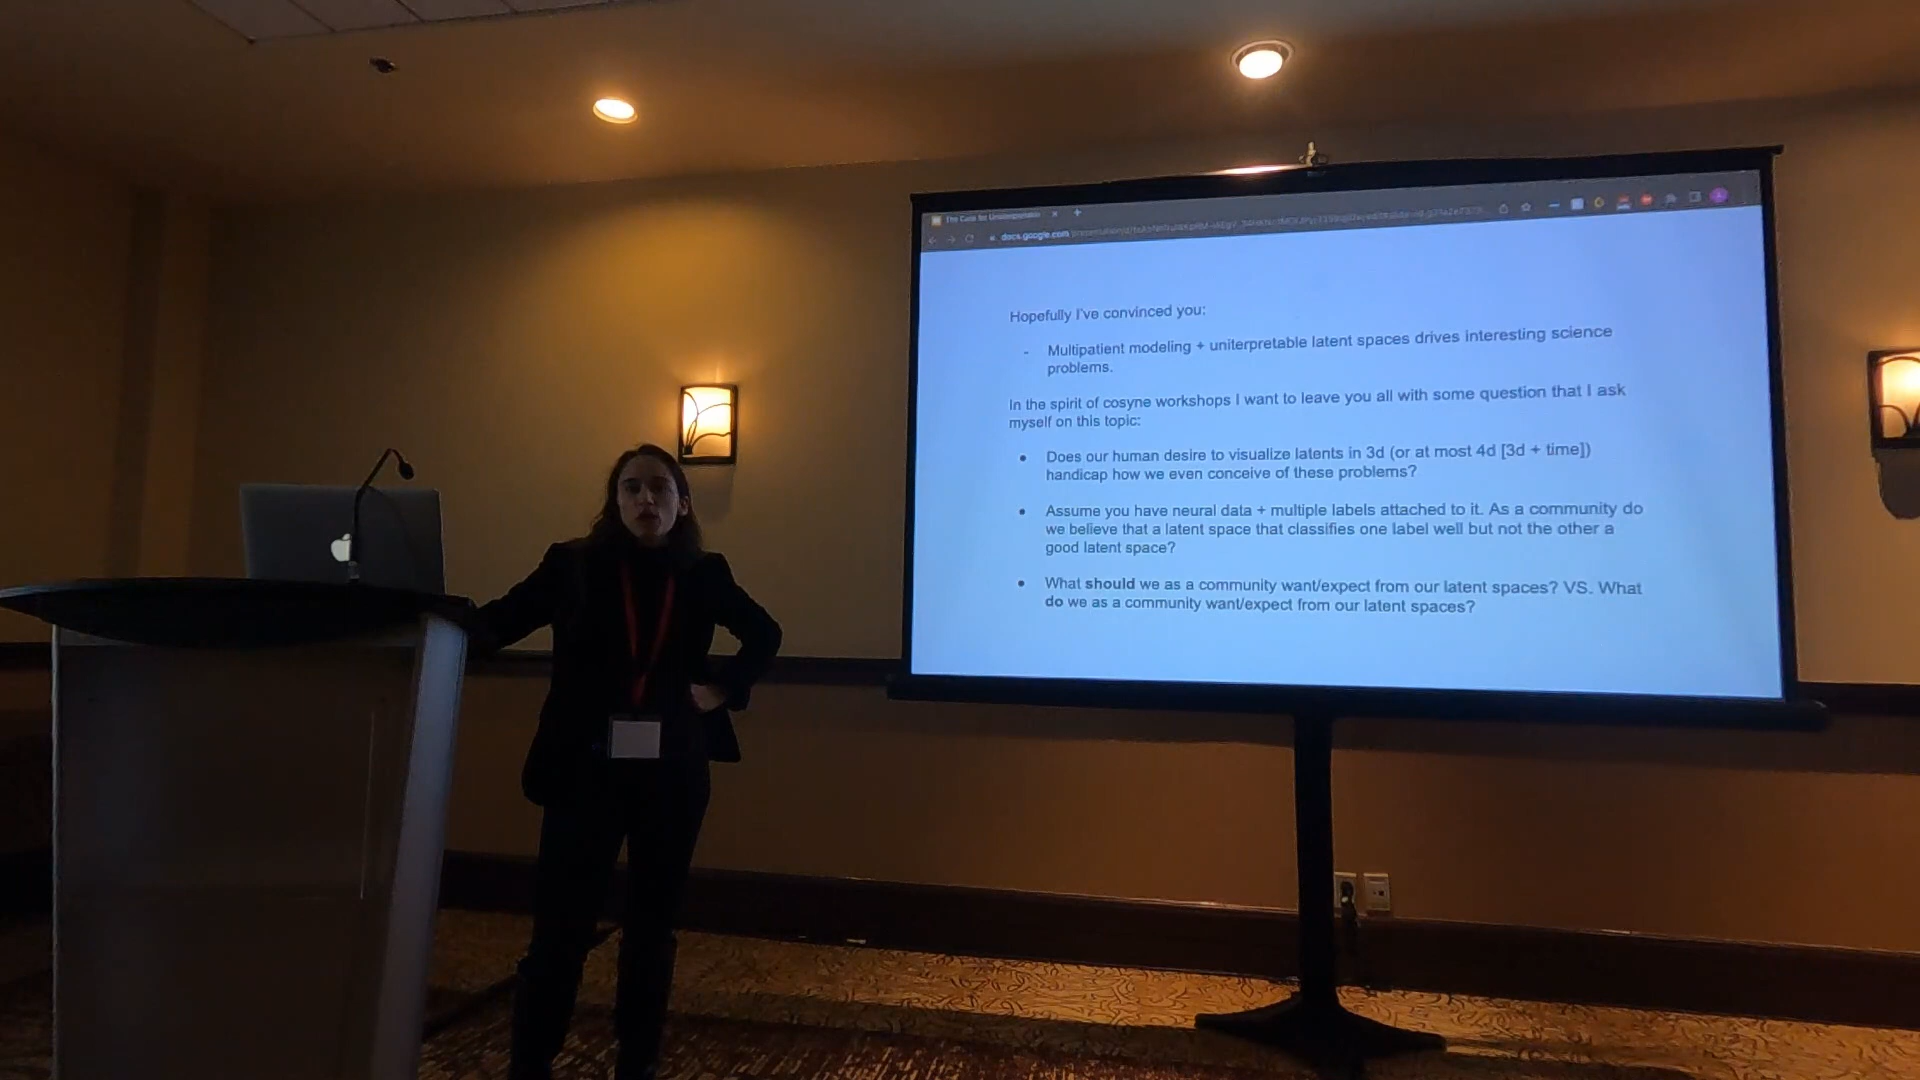 The Case for Uninterpretable
docs.google.com
Hopefully I've convinced you:
- Multipatient modeling + uniterpretable latent spaces drives interesting science
problems.
In the spirit of cosyne workshops I want to leave you all with some question that I ask
myself on this topic:
• Does our human desire to visualize latents in 3d (or at most 4d [3d + time])
handicap how we even conceive of these problems?
• Assume you have neural data + multiple labels attached to it. As a community do
we believe that a latent space that classifies one label well but not the other a
good latent space?
• What should we as a community want/expect from our latent spaces? VS. What
do we as a community want/expect from our latent spaces?